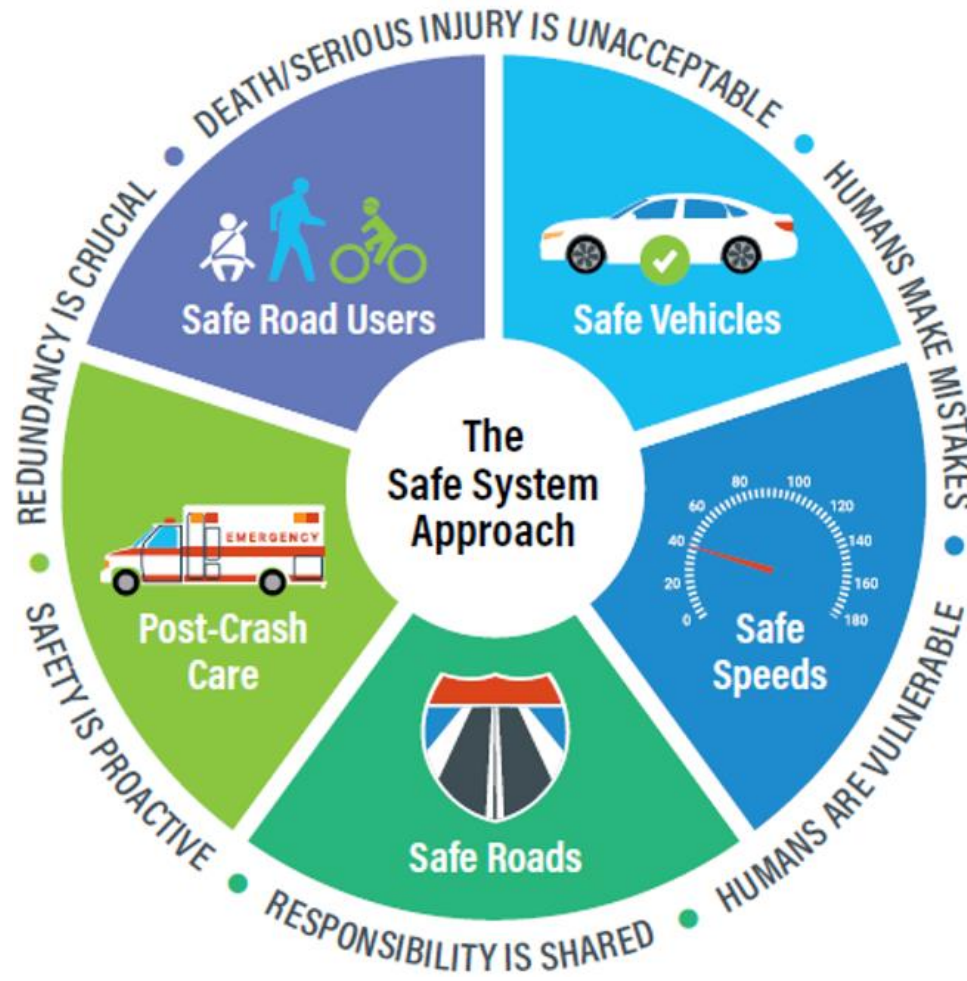 DEATH/SERIOUS INJURY IS UNACCEPTABLE
HUMANS MAKE MISTAKES
HUMANS ARE VULNERABLE
RESPONSIBILITY IS SHARED
SAFETY IS PROACTIVE
REDUNDANCY IS CRUCIAL
Safe Road Users
Safe Vehicles
The
Safe System
Approach
0
20
40
60
80
100
120
140
160
180
Safe
Speeds
EMERGENCY
Post-Crash
Care
Safe Roads